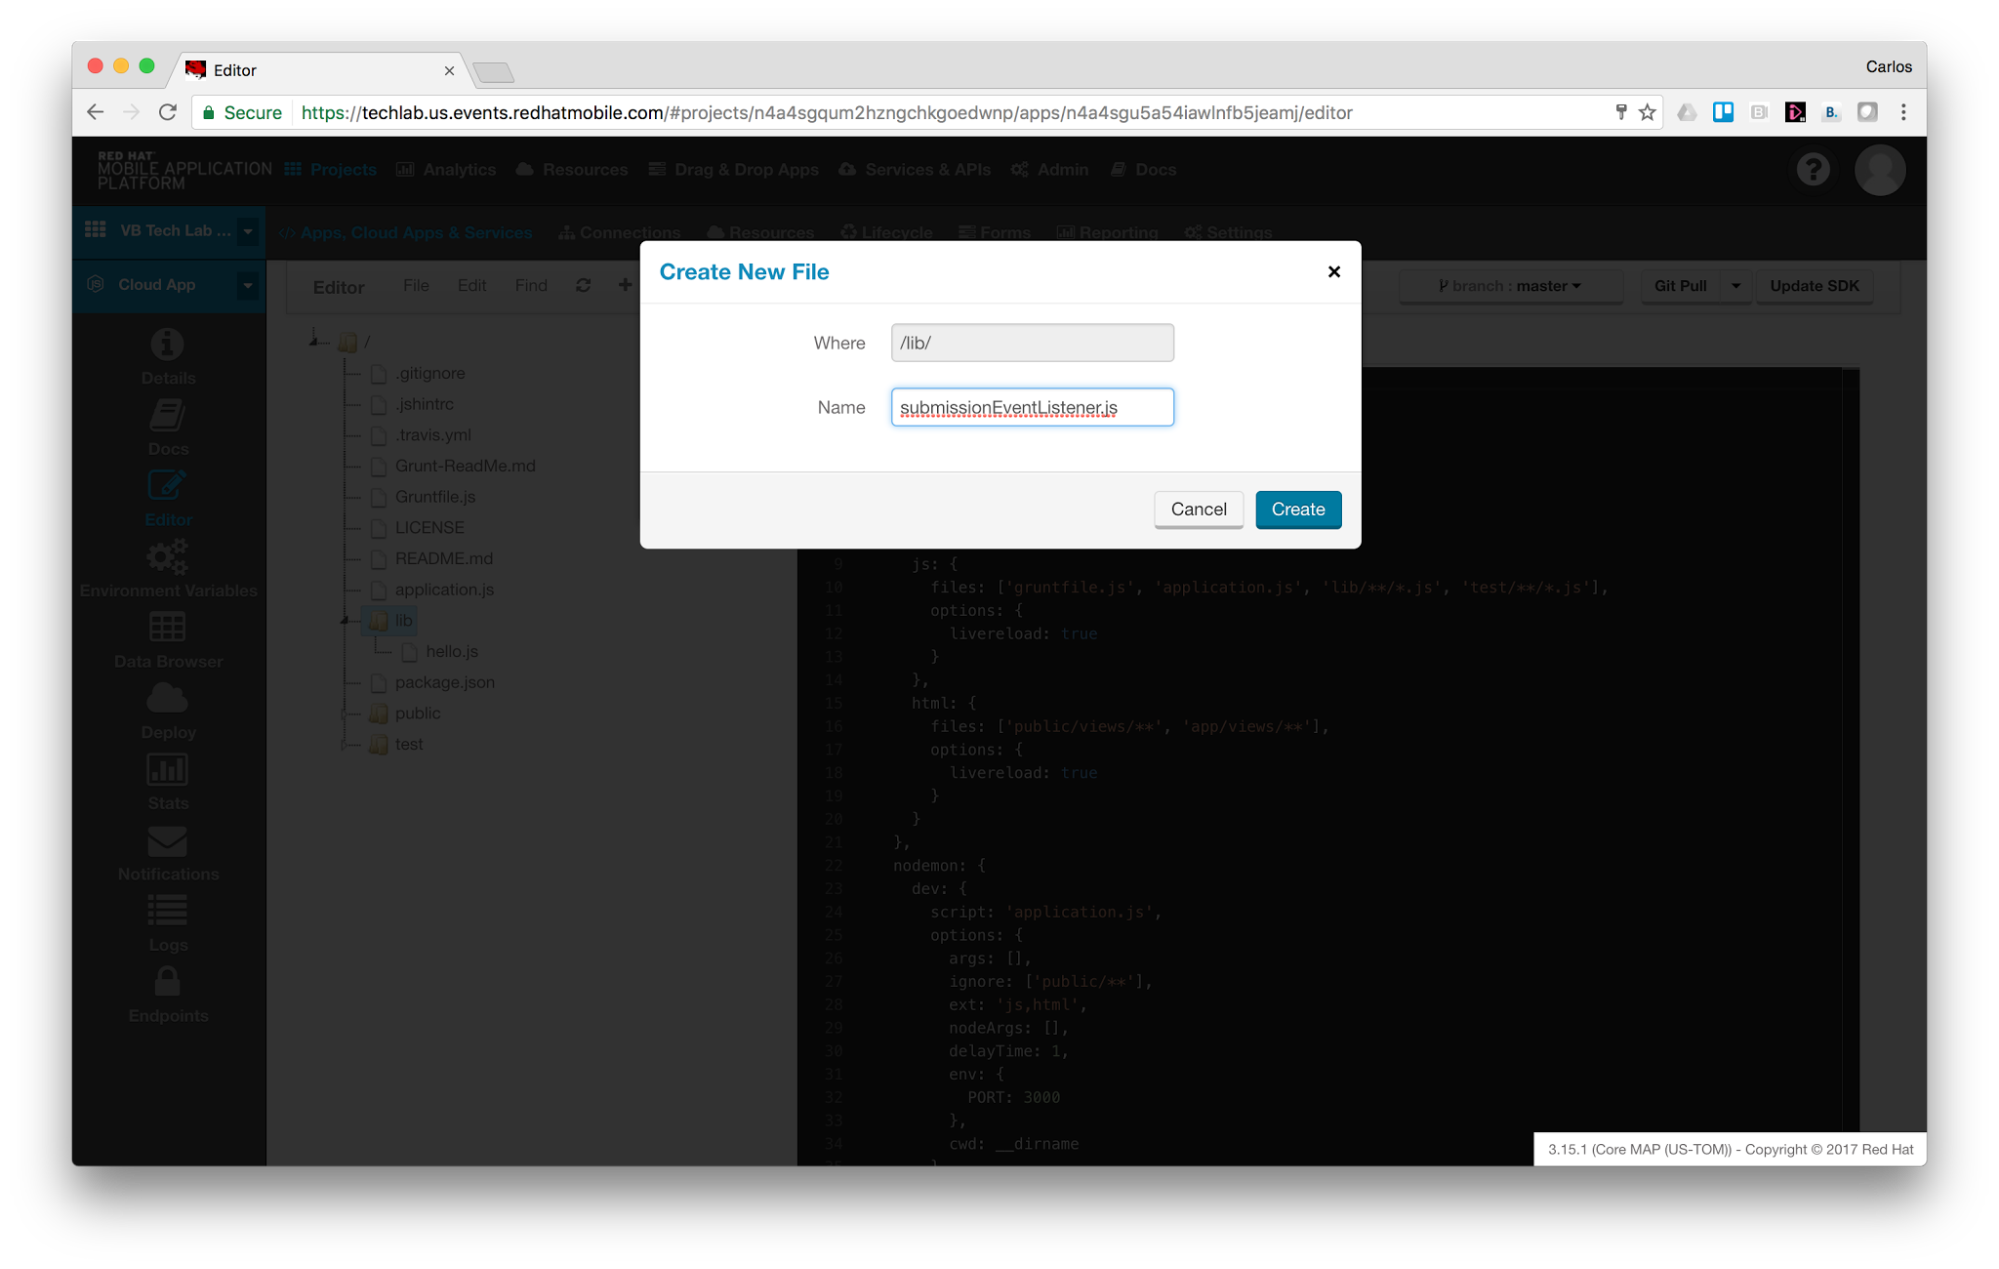 Editor
Carlos
Secure https://techlab.us.events.redhatmobile.com/#projects/n4a4sgqum2hzngchkgoedwnp/apps/n4a4sgu5a54iawlnfb5jeamj/editor
B.
RED HAT
MOBILE APPLICATION
PLATFORM
Projects Analytics Resources Drag & Drop Apps Services & APIs Admin Docs
VB Tech Lab ...
</> Apps, Cloud Apps & Services Connections Resources Lifecycle Forms Reporting Settings
Cloud App
Editor File Edit Find
branch : master
Git Pull
Update SDK
Create New File
Where /lib/
Name submissionEventListener.js
Cancel Create
Details
Docs
Editor
Environment Variables
Data Browser
Deploy
Stats
Notifications
Logs
Endpoints
/
.gitignore
.jshintrc
.travis.yml
Grunt-ReadMe.md
Gruntfile.js
LICENSE
README.md
application.js
lib
hello.js
package.json
public
test
9 js: {
10 files: ['gruntfile.js', 'application.js', 'lib/**/*.js', 'test/**/*.js'],
11 options: {
12 livereload: true
13 }
14 },
15 html: {
16 files: ['public/views/**', 'app/views/**'],
17 options: {
18 livereload: true
19 }
20 }
21 },
22 nodemon: {
23 dev: {
24 script: 'application.js',
25 options: {
26 args: [],
27 ignore: ['public/**'],
28 ext: 'js,html',
29 nodeArgs: [],
30 delayTime: 1,
31 env: {
32 PORT: 3000
33 },
34 cwd: __dirname
3.15.1 (Core MAP (US-TOM)) - Copyright © 2017 Red Hat